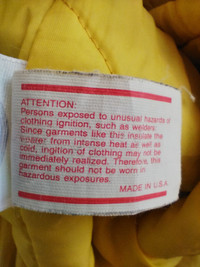 ATTENTION:
Persons exposed to unusual hazards of
clothing ignition, such as welders:
Since garments like this insulate the
wearer from intense heat as well as
cold, ingition of clothing may not be
immediately realized. Therefore, this
garment should not be worn in
hazardous exposures.
MADE IN U.S.A.